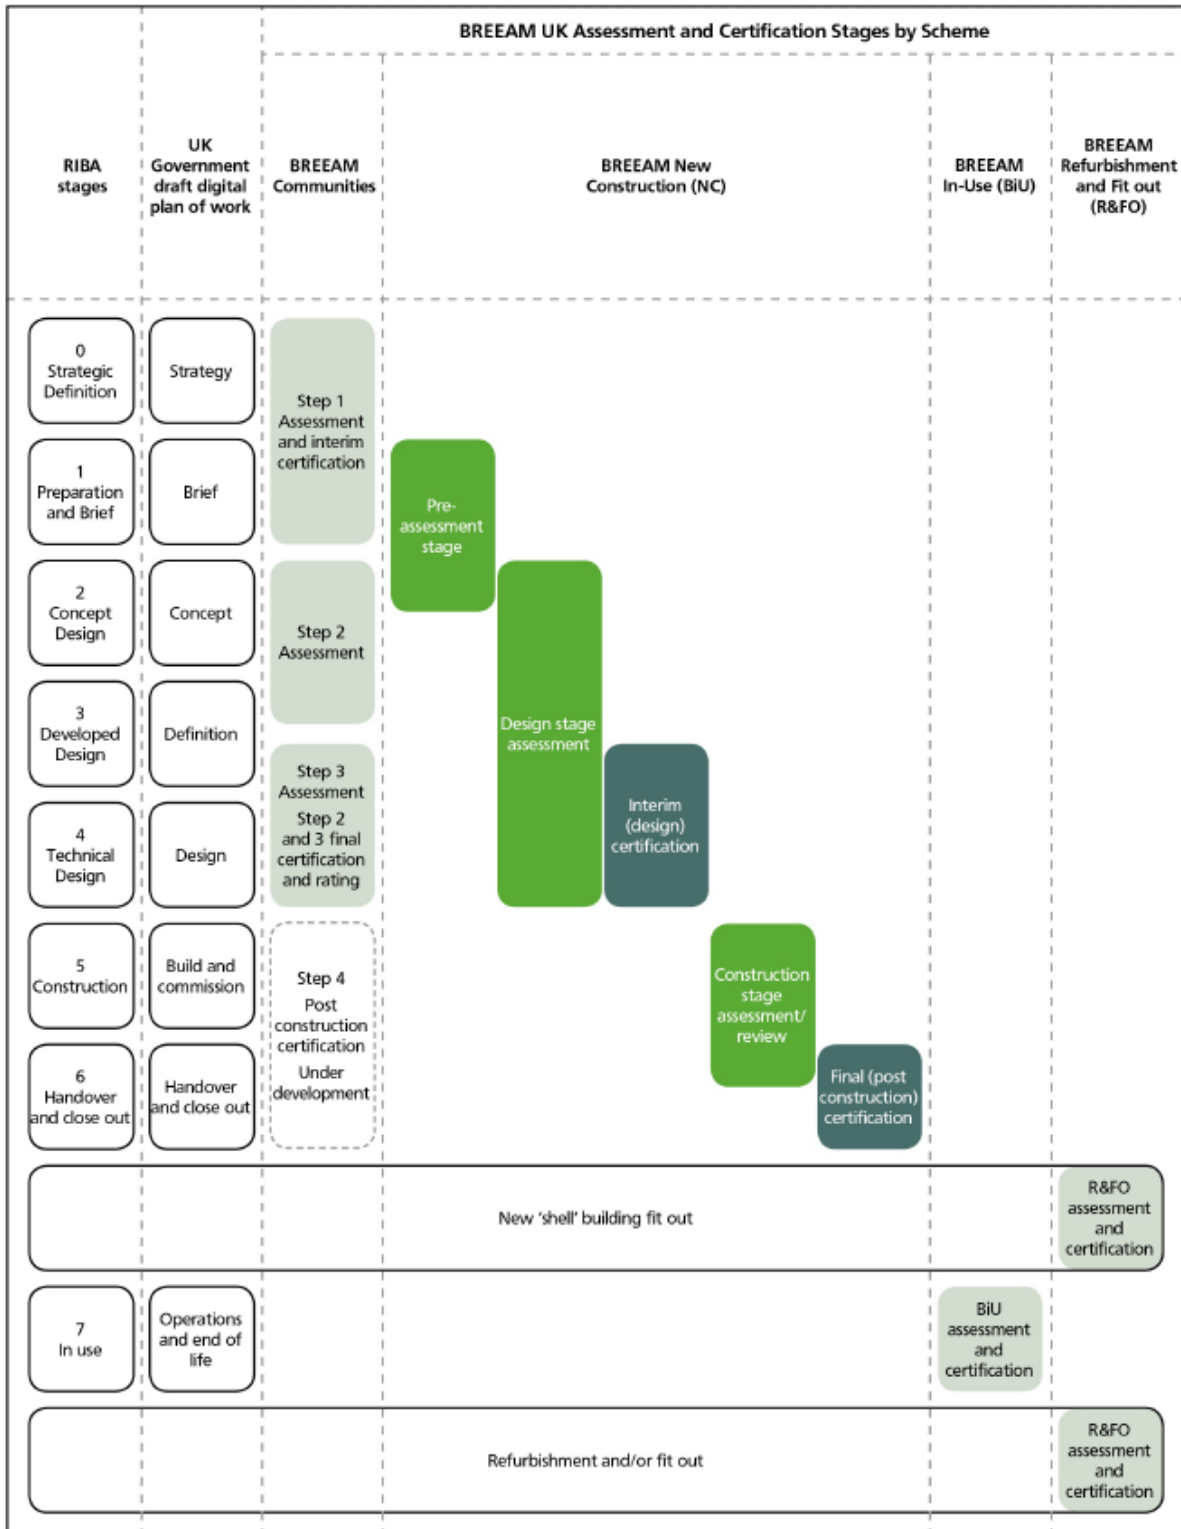 BREEAM UK Assessment and Certification Stages by Scheme
RIBA
stages
UK
Government
draft digital
plan of work
BREEAM
Communities
BREEAM New
Construction (NC)
BREEAM
In-Use (BiU)
BREEAM
Refurbishment
and Fit out
(R&FO)
0
Strategic
Definition
Strategy
Step 1
Assessment
and interim
certification
1
Preparation
and Brief
Brief
Pre-
assessment
stage
2
Concept
Design
Concept
Step 2
Assessment
Design stage
assessment
3
Developed
Design
Definition
Step 3
Assessment
Step 2
and 3 final
certification
and rating
Interim
(design)
certification
4
Technical
Design
Design
5
Construction
Build and
commission
Step 4
Post
construction
certification
Under
development
Construction
stage
assessment/
review
6
Handover
and close out
Handover
and close out
Final (post
construction)
certification
New ‘shell’ building fit out
R&FO
assessment
and
certification
7
In use
Operations
and end of
life
BiU
assessment
and
certification
Refurbishment and/or fit out
R&FO
assessment
and
certification